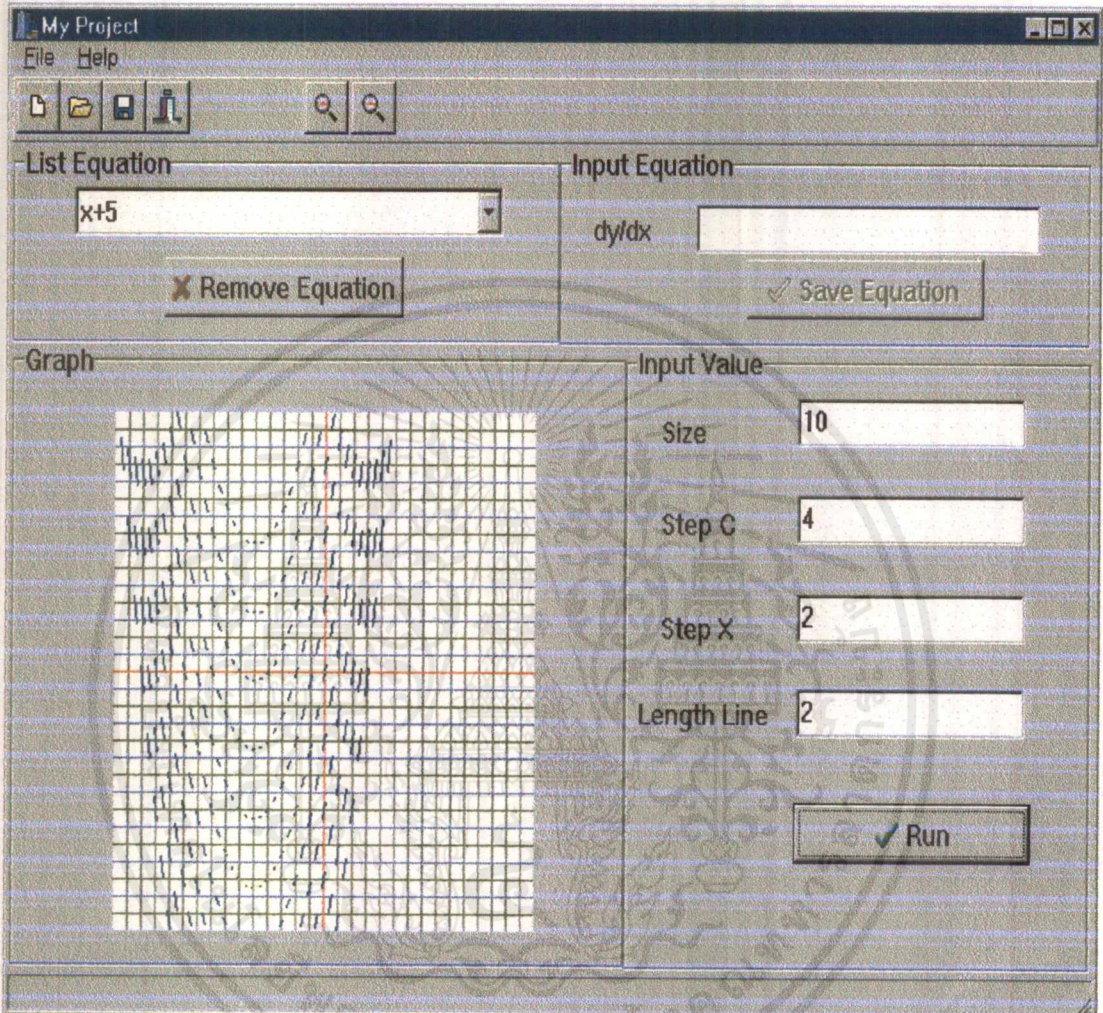 My Project
File Help
List Equation
x+5
Remove Equation
Input Equation
dy/dx
Save Equation
Graph
Input Value
Size 10
Step C 4
Step X 2
Length Line 2
Run